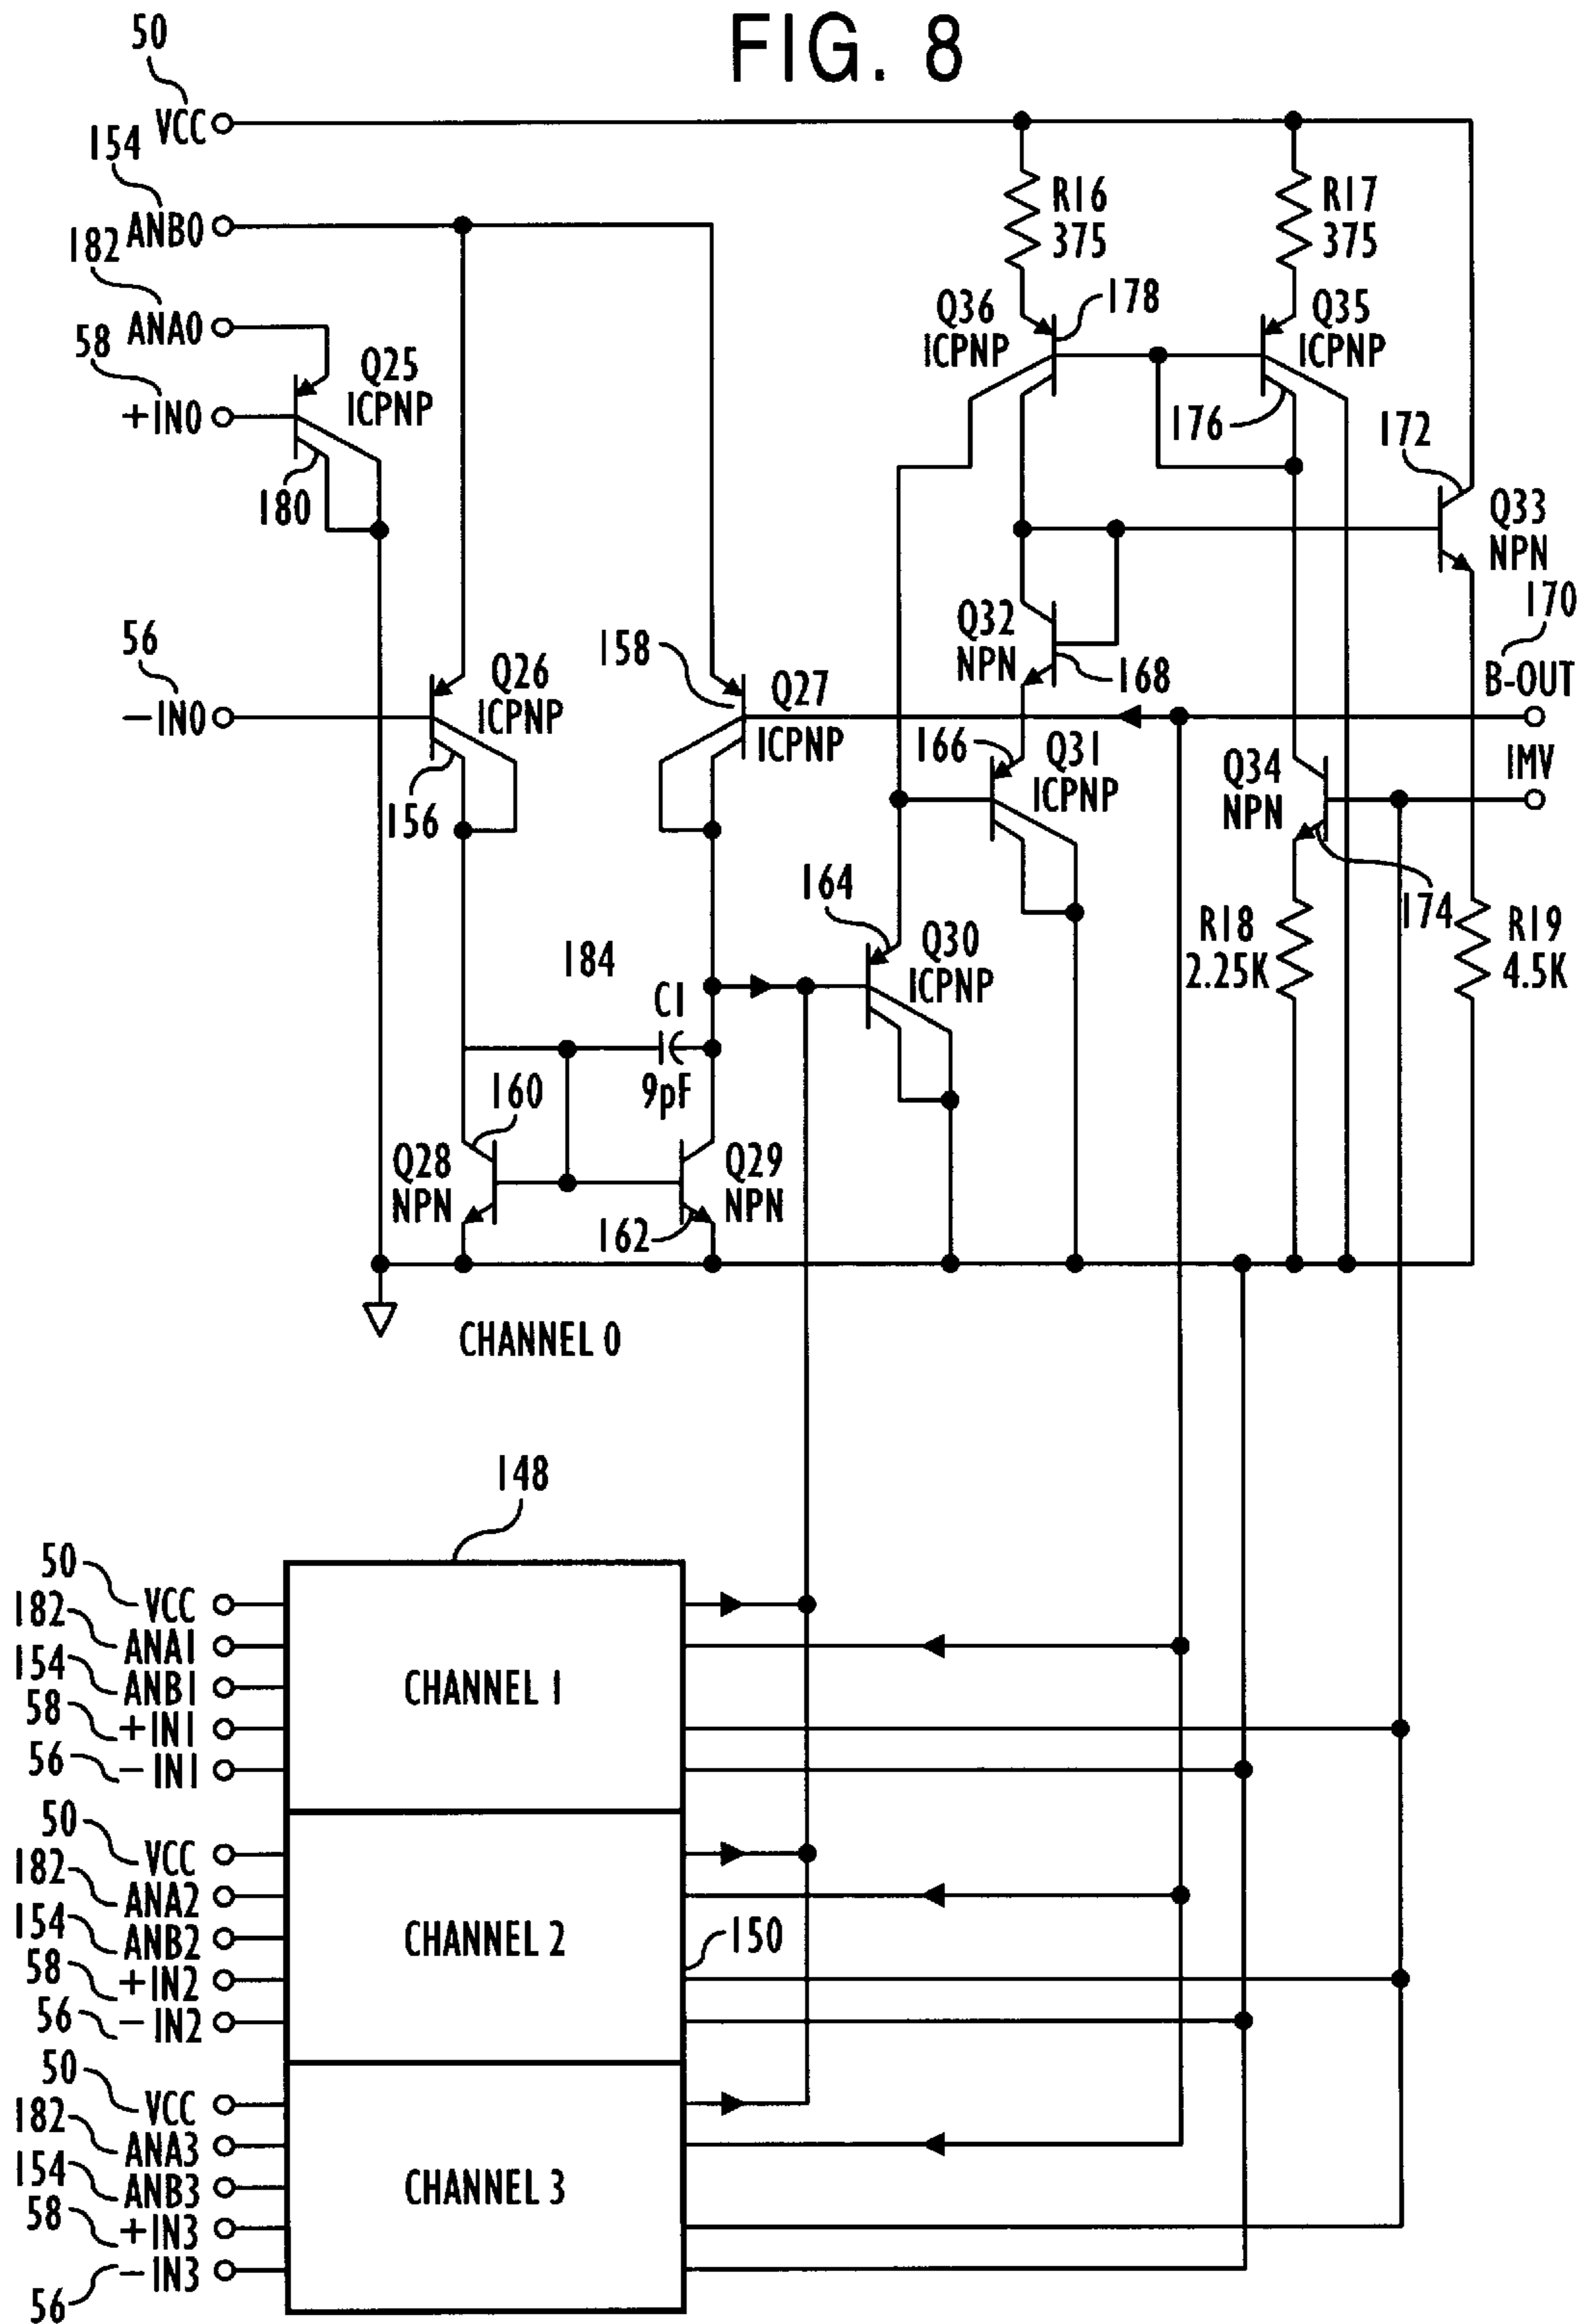 FIG. 8
50
VCC
154
ANB0
182
ANA0
58
+IN0
Q25
ICPNP
180
R16
375
R17
375
Q36
ICPNP
178
Q35
ICPNP
176
172
Q33
NPN
170
B-OUT
IMV
56
-IN0
Q26
ICPNP
156
158
Q27
ICPNP
Q32
NPN
168
166
Q31
ICPNP
Q34
NPN
174
164
Q30
ICPNP
R18
2.25K
R19
4.5K
184
C1
9pF
160
Q28
NPN
Q29
NPN
162
CHANNEL 0
148
50
VCC
182
ANA1
154
ANB1
58
+IN1
56
-IN1
CHANNEL 1
50
VCC
182
ANA2
154
ANB2
58
+IN2
56
-IN2
CHANNEL 2
150
50
VCC
182
ANA3
154
ANB3
58
+IN3
56
-IN3
CHANNEL 3